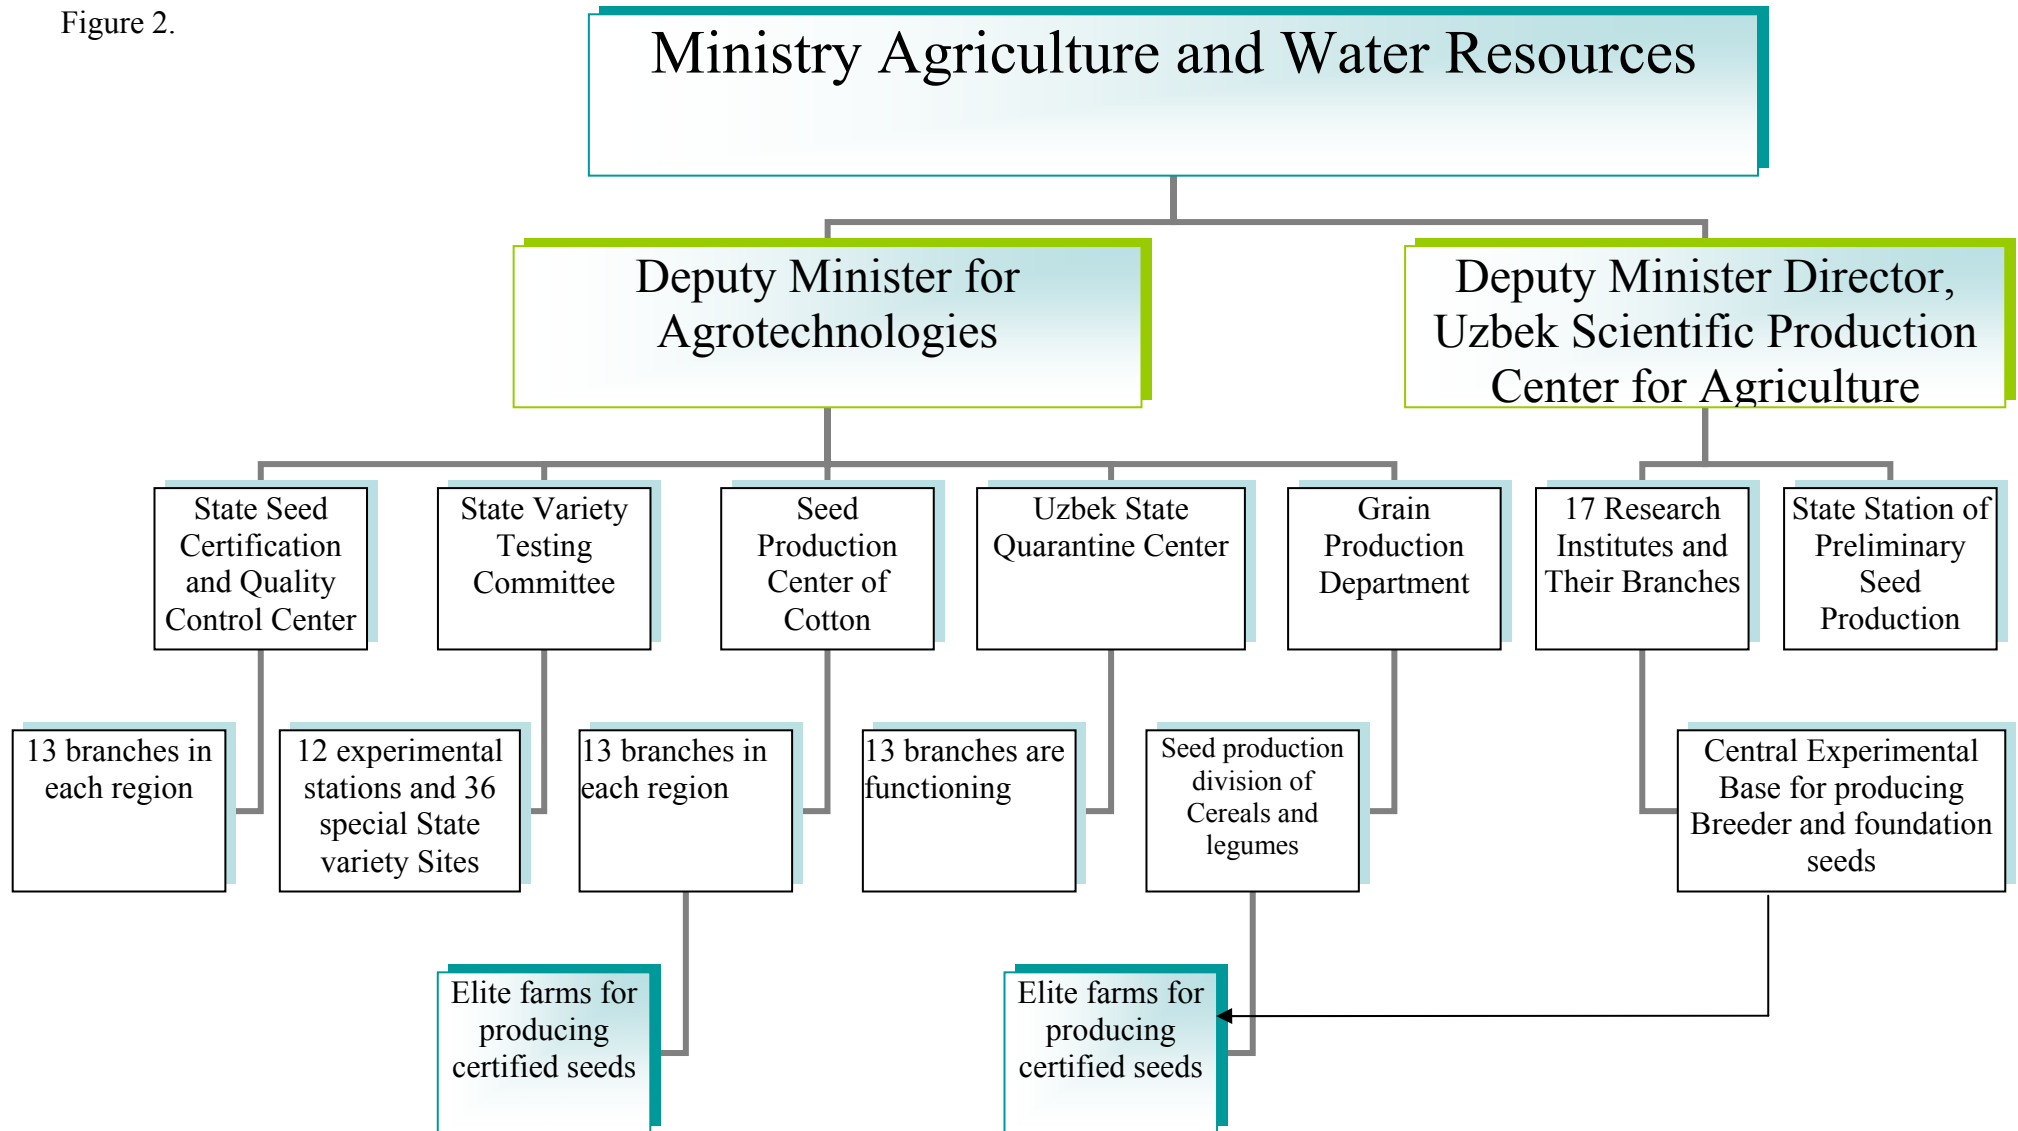 Figure 2.
Ministry Agriculture and Water Resources
Deputy Minister for
Agrotechnologies
Deputy Minister Director,
Uzbek Scientific Production
Center for Agriculture
State Seed
Certification
and Quality
Control Center
State Variety
Testing
Committee
Seed
Production
Center of
Cotton
Uzbek State
Quarantine Center
Grain
Production
Department
17 Research
Institutes and
Their Branches
State Station of
Preliminary
Seed
Production
13 branches in
each region
12 experimental
stations and 36
special State
variety Sites
13 branches in
each region
13 branches are
functioning
Seed production
division of
Cereals and
legumes
Central Experimental
Base for producing
Breeder and foundation
seeds
Elite farms for
producing
certified seeds
Elite farms for
producing
certified seeds